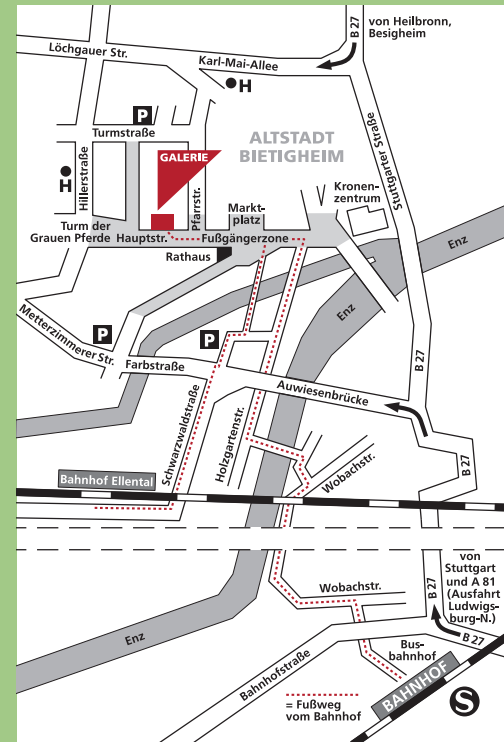 B 27
von Heilbronn,
Besigheim
Löchgauer Str.
Karl-Mai-Allee
H
P
Turmstraße
ALTSTADT
BIETIGHEIM
GALERIE
Stuttgarter Straße
H
Hillerstraße
Pfarrstr.
Kronen-
zentrum
Markt-
platz
Turm der
Grauen Pferde
Hauptstr.
Fußgängerzone
Rathaus
Enz
Enz
Metterzimmerer Str.
P
P
Farbstraße
B 27
Auwiesenbrücke
Schwarzwaldstraße
Holzgartenstr.
B 27
Bahnhof Ellental
Wobachstr.
von
Stuttgart
und A 81
(Ausfahrt
Ludwigs-
burg-N.)
Wobachstr.
B 27
Enz
B 27
Bus-
bahnhof
Bahnhofstraße
BAHNHOF
S
= Fußweg
vom Bahnhof